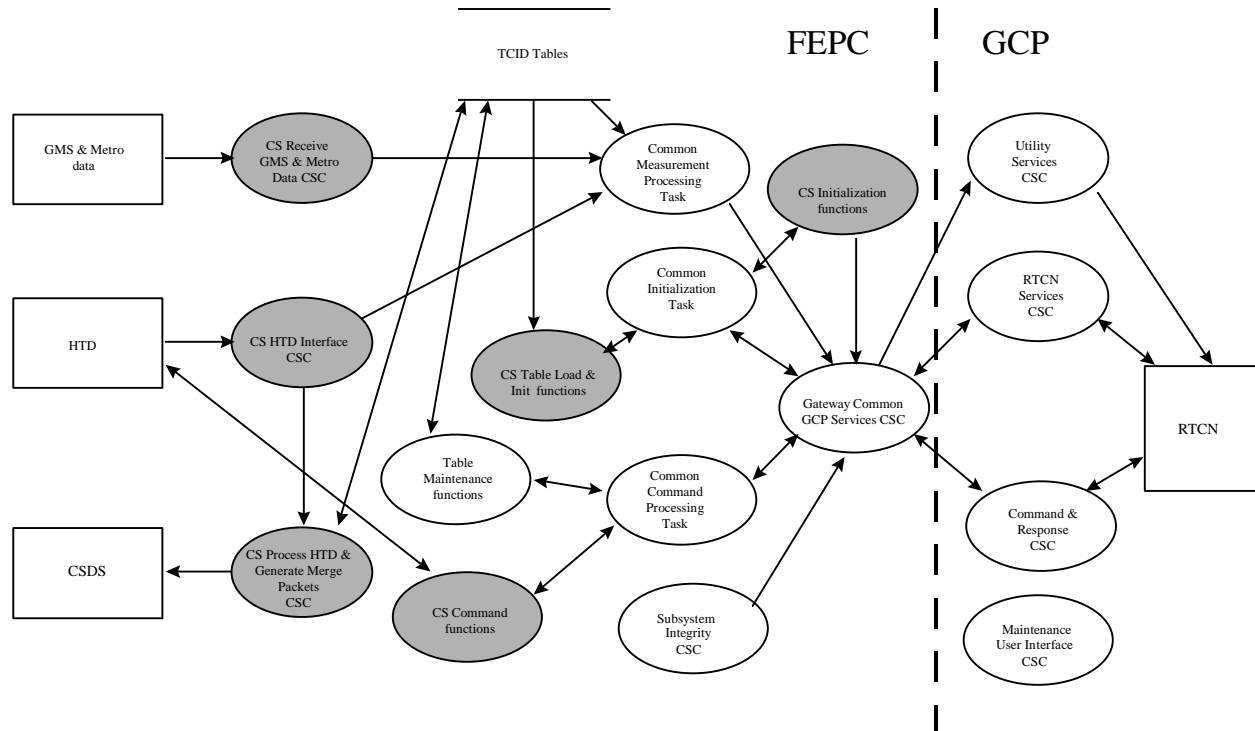 TCID Tables
FEPC
GCP
GMS & Metro
data
CS Receive
GMS & Metro
Data CSC
Common
Measurement
Processing
Task
CS Initialization
functions
Utility
Services
CSC
HTD
CS HTD Interface
CSC
Common
Initialization
Task
RTCN
Services
CSC
CS Table Load &
Init functions
Gateway Common
GCP Services CSC
RTCN
Table
Maintenance
functions
Common
Command
Processing
Task
Command &
Response
CSC
CSDS
CS Process HTD &
Generate Merge
Packets
CSC
CS Command
functions
Subsystem
Integrity
CSC
Maintenance
User Interface
CSC